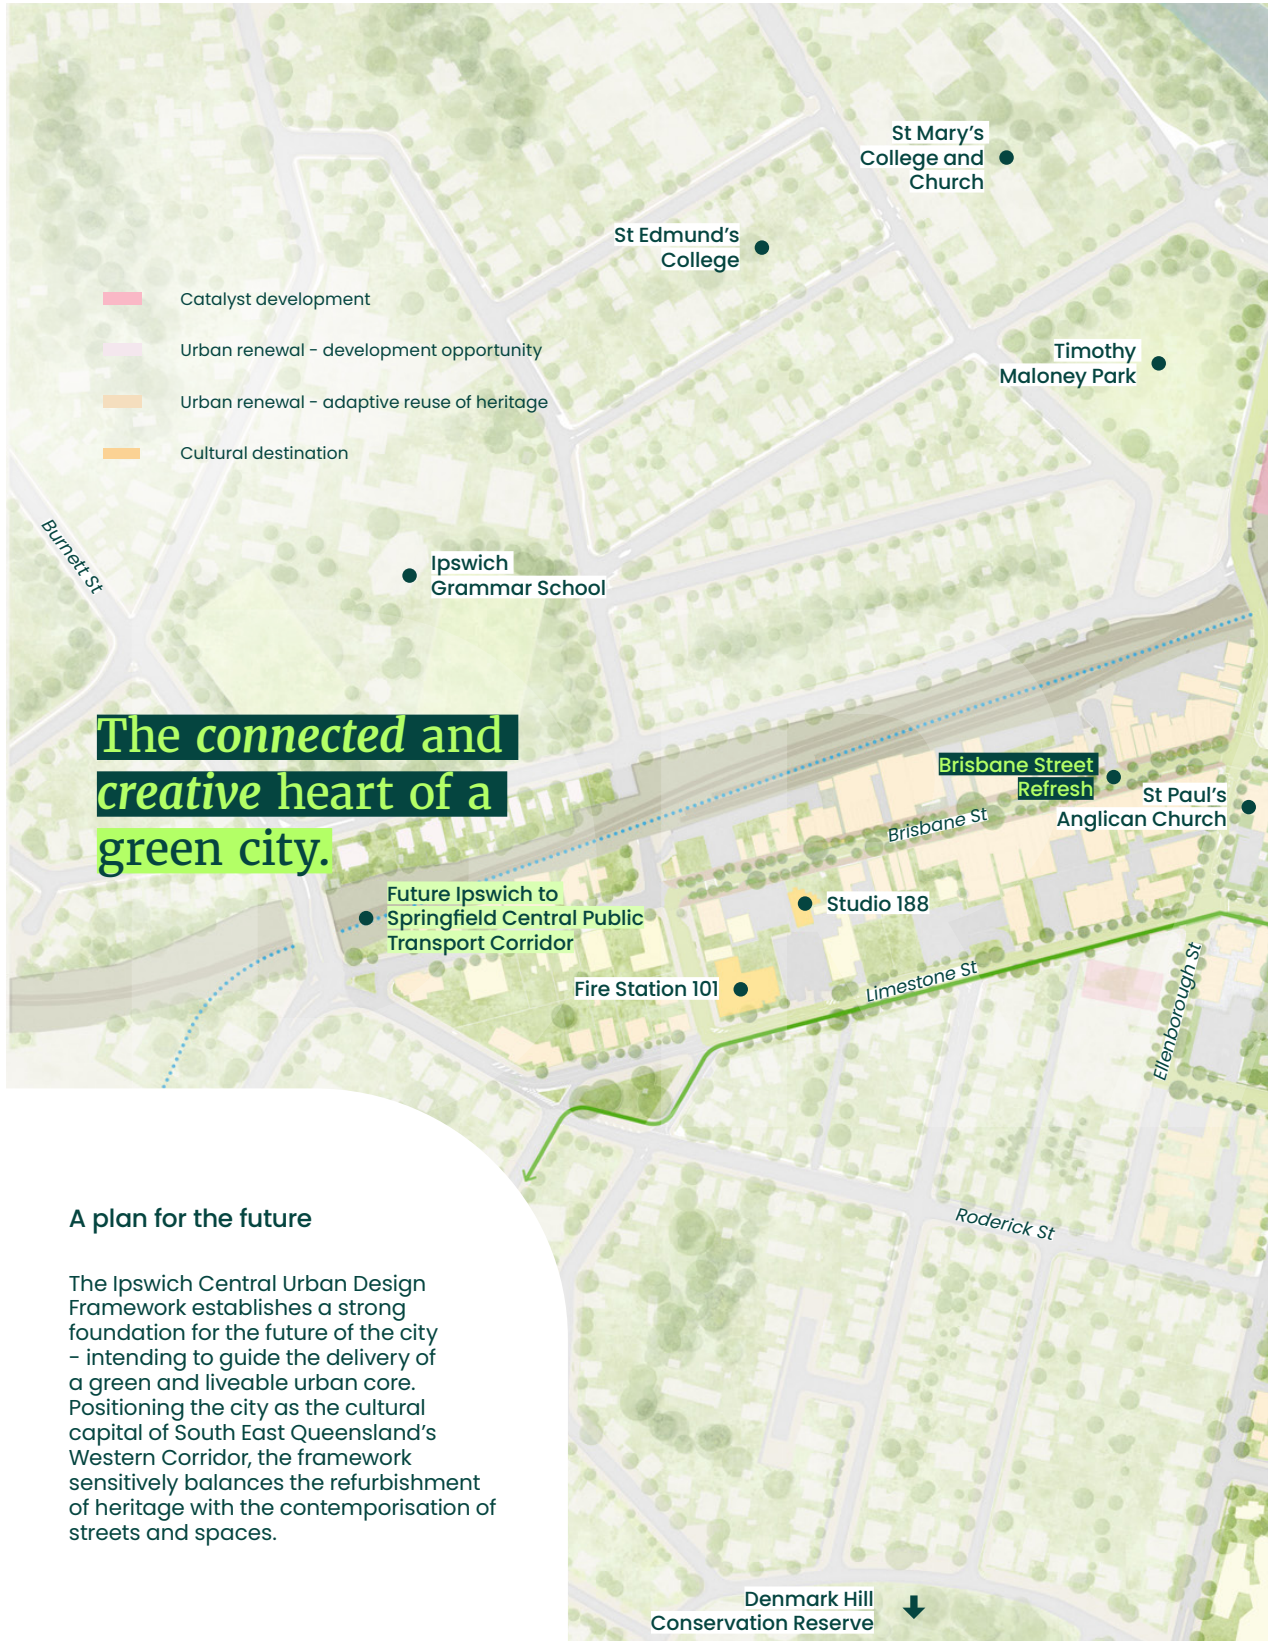 St Mary's
College and
Church
St Edmund's
College
Catalyst development
Urban renewal - development opportunity
Urban renewal - adaptive reuse of heritage
Cultural destination
Timothy
Maloney Park
Burnett St
Ipswich
Grammar School
The connected and
creative heart of a
green city.
Brisbane Street
Refresh
St Paul's
Anglican Church
Brisbane St
Future Ipswich to
Springfield Central Public
Transport Corridor
Studio 188
Fire Station 101
Limestone St
Ellenborough St
Roderick St
A plan for the future
The Ipswich Central Urban Design
Framework establishes a strong
foundation for the future of the city
- intending to guide the delivery of
a green and liveable urban core.
Positioning the city as the cultural
capital of South East Queensland's
Western Corridor, the framework
sensitively balances the refurbishment
of heritage with the contemporisation of
streets and spaces.
Denmark Hill
Conservation Reserve